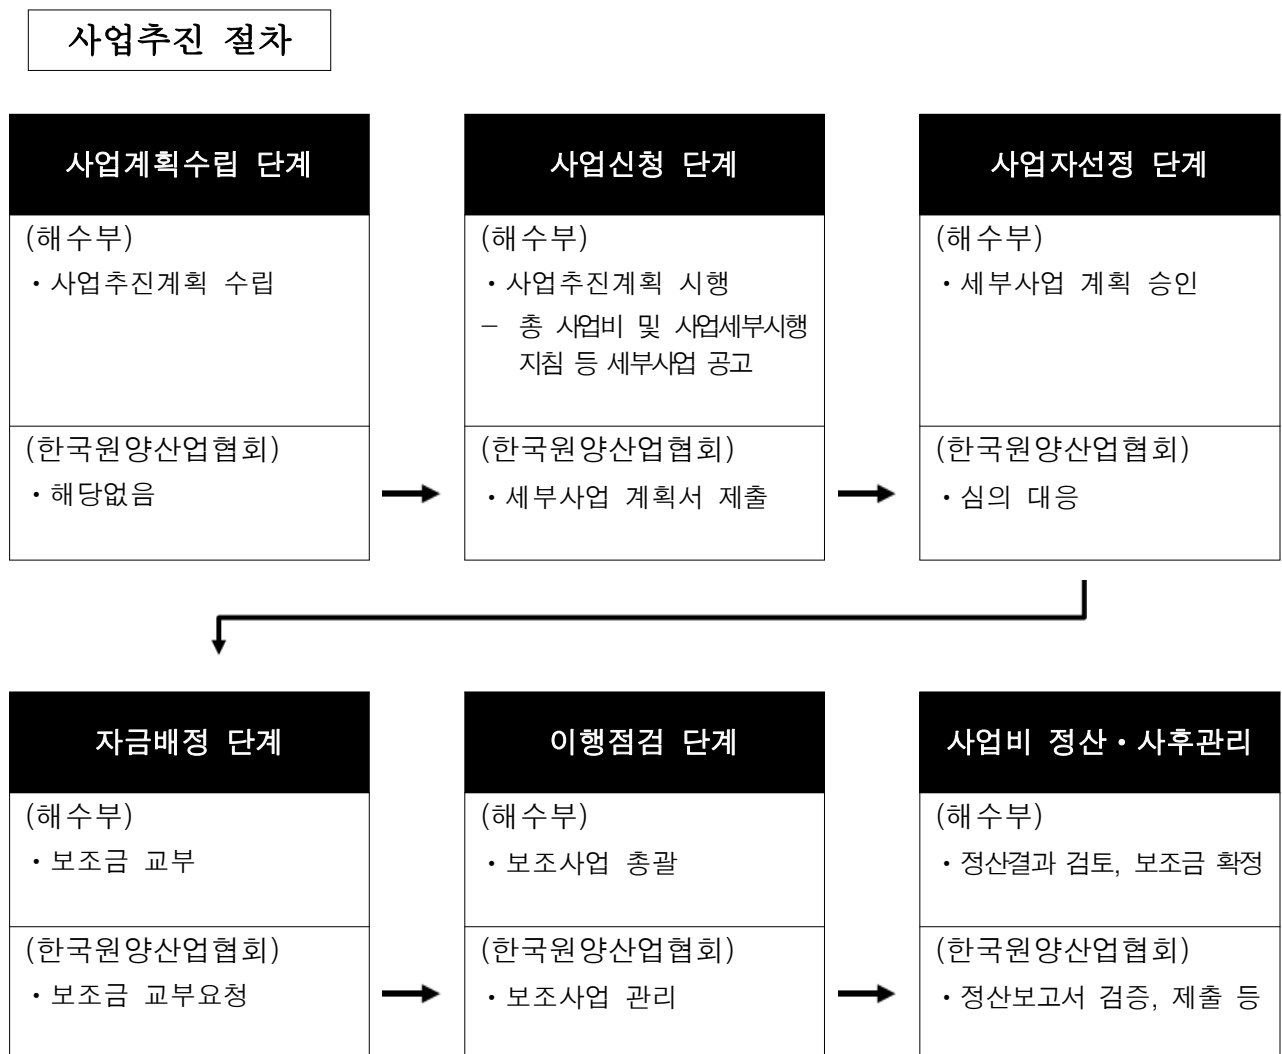 사업추진 절차
사업계획수립 단계
(해수부)
・사업추진계획 수립
(한국원양산업협회)
・해당없음
사업신청 단계
(해수부)
・사업추진계획 시행
－ 총 사업비 및 사업세부시행
지침 등 세부사업 공고
(한국원양산업협회)
・세부사업 계획서 제출
사업자선정 단계
(해수부)
・세부사업 계획 승인
(한국원양산업협회)
・심의 대응
자금배정 단계
(해수부)
・보조금 교부
(한국원양산업협회)
・보조금 교부요청
이행점검 단계
(해수부)
・보조사업 총괄
(한국원양산업협회)
・보조사업 관리
사업비 정산・사후관리
(해수부)
・정산결과 검토, 보조금 확정
(한국원양산업협회)
・정산보고서 검증, 제출 등